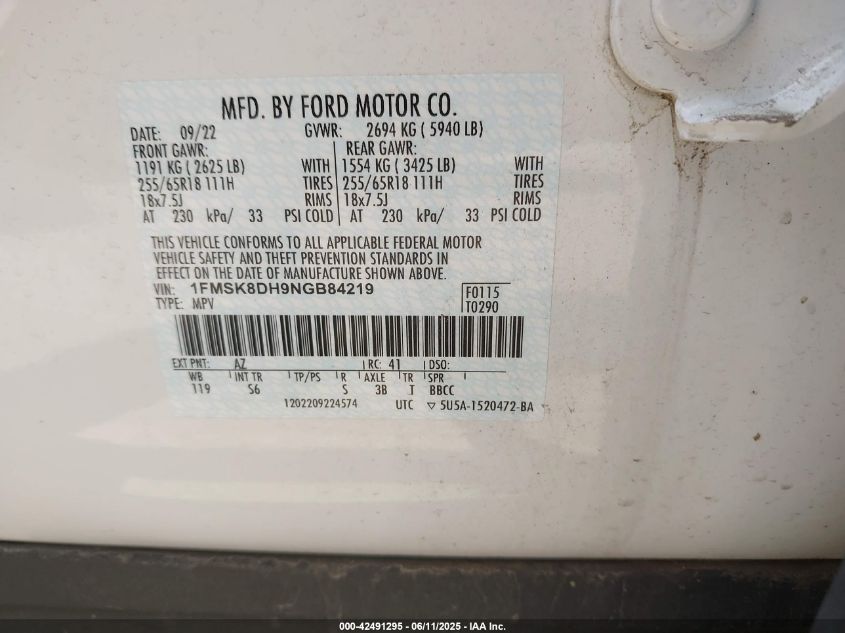 MFD. BY FORD MOTOR CO.
DATE: 09/22 GVWR: 2694 KG ( 5940 LB)
FRONT GAWR: REAR GAWR:
1191 KG ( 2625 LB) WITH 1554 KG ( 3425 LB) WITH
255/65R18 111H TIRES 255/65R18 111H TIRES
18x7.5J RIMS 18x7.5J RIMS
AT 230 kPa/ 33 PSI COLD AT 230 kPa/ 33 PSI COLD
THIS VEHICLE CONFORMS TO ALL APPLICABLE FEDERAL MOTOR
VEHICLE SAFETY AND THEFT PREVENTION STANDARDS IN
EFFECT ON THE DATE OF MANUFACTURE SHOWN ABOVE.
VIN: 1FMSK8DH9NGB84219 F0115
TYPE: MPV T0290
EXT PNT: AZ RC: 41 DSO:
WB INT TR TP/PS R AXLE TR SPR
119 S6 S 3B T BBCC
1202209224574 UTC ▽ 5U5A-1520472-BA
000-42491295 - 06/11/2025 - IAA Inc.